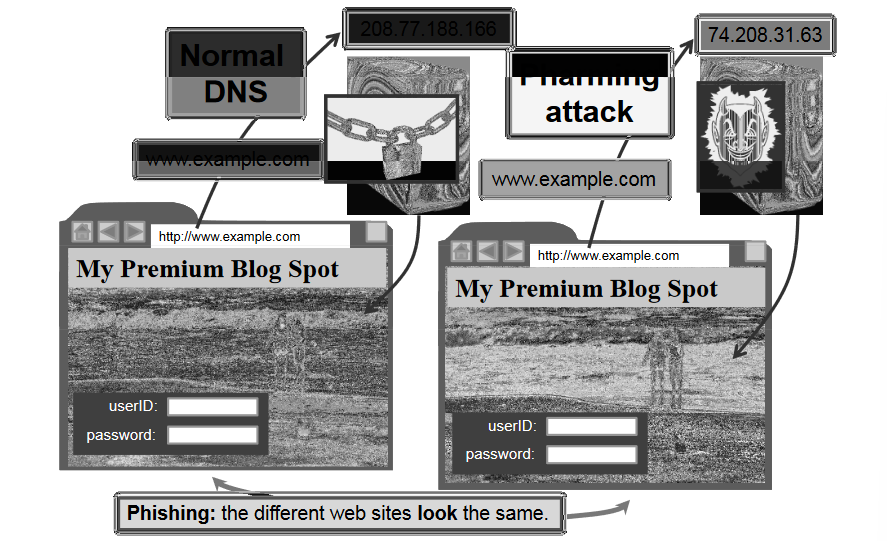 Normal
DNS
208.77.188.166
www.example.com
http://www.example.com
My Premium Blog Spot
userID:
password:
Pharming
attack
74.208.31.63
www.example.com
http://www.example.com
My Premium Blog Spot
userID:
password:
Phishing: the different web sites look the same.